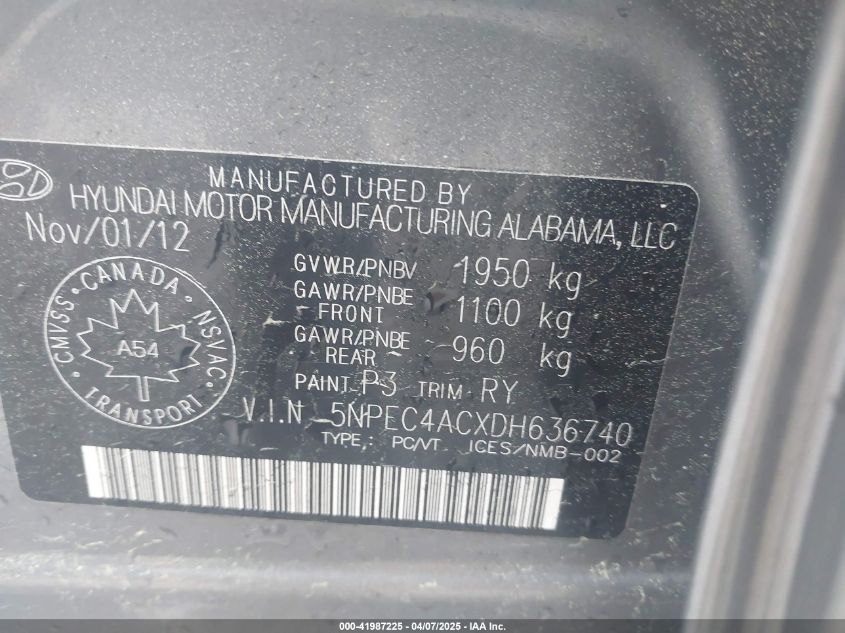 MANUFACTURED BY
HYUNDAI MOTOR MANUFACTURING ALABAMA, LLC
Nov/01/12
GVWR/PNBV 1950 kg
GAWR/PNBE FRONT 1100 kg
GAWR/PNBE REAR 960 kg
PAINT P3 TRIM RY
CANADA
CMVSS NSVAC
A54
TRANSPORT
V.I.N 5NPEC4ACXDH636740
TYPE: PC/VT ICES/NMB-002
000-41987225 - 04/07/2025 - IAA Inc.